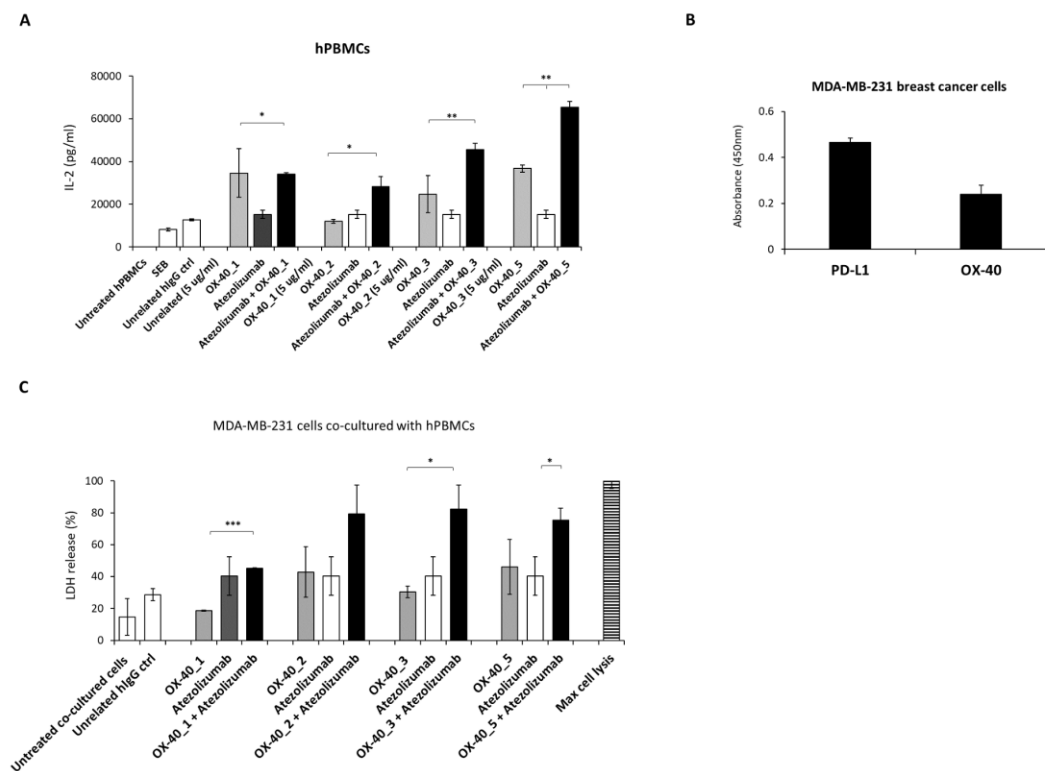 A
hPBMCs
IL-2 (pg/ml)
80000
60000
40000
20000
0
*
*
**
**
Untreated hPBMCs
SEB
Unrelated hIgG ctrl
Unrelated (5 ug/ml)
OX-40_1
Atezolizumab
Atezolizumab + OX-40_1
OX-40_1 (5 ug/ml)
OX-40_2
Atezolizumab
Atezolizumab + OX-40_2
OX-40_2 (5 ug/ml)
OX-40_3
Atezolizumab
Atezolizumab + OX-40_3
OX-40_3 (5 ug/ml)
OX-40_5
Atezolizumab
Atezolizumab + OX-40_5
B
MDA-MB-231 breast cancer cells
Absorbance (450nm)
0.6
0.4
0.2
0
PD-L1
OX-40
C
MDA-MB-231 cells co-cultured with hPBMCs
LDH release (%)
100
80
60
40
20
0
***
*
*
Untreated co-cultured cells
Unrelated hIgG ctrl
OX-40_1
Atezolizumab
OX-40_1 + Atezolizumab
OX-40_2
Atezolizumab
OX-40_2 + Atezolizumab
OX-40_3
Atezolizumab
OX-40_3 + Atezolizumab
OX-40_5
Atezolizumab
OX-40_5 + Atezolizumab
Max cell lysis